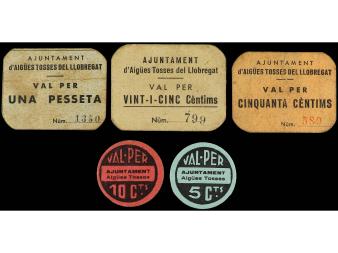 AJUNTAMENT
d'AIGÜES TOSSES DEL LLOBREGAT
VAL PER
UNA PESSETA
Núm. 1350
AJUNTAMENT
d'Aigües Tosses del Llobregat
VAL PER
VINT-I-CINC Cèntims
Núm. 799
AJUNTAMENT
d'AIGÜES TOSSES DEL LLOBREGAT
VAL PER
CINQUANTA CÈNTIMS
Núm. 580
VAL-PER
AJUNTAMENT
Aigües Tosses
10 CTS
VAL-PER
AJUNTAMENT
Aigües Tosses
5 CTS